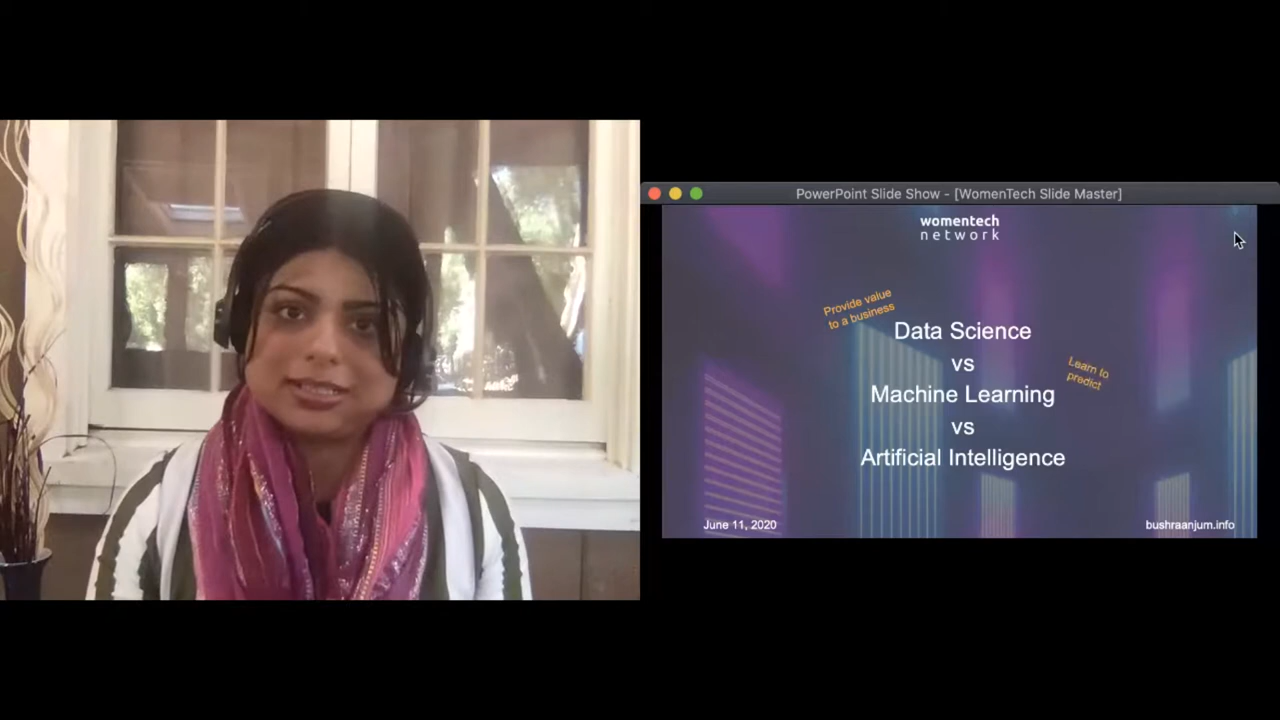 PowerPoint Slide Show - [WomenTech Slide Master]
womentech
network
Provide value
to a business
Data Science
vs
Learn to
predict
Machine Learning
vs
Artificial Intelligence
June 11, 2020
bushraanjum.info